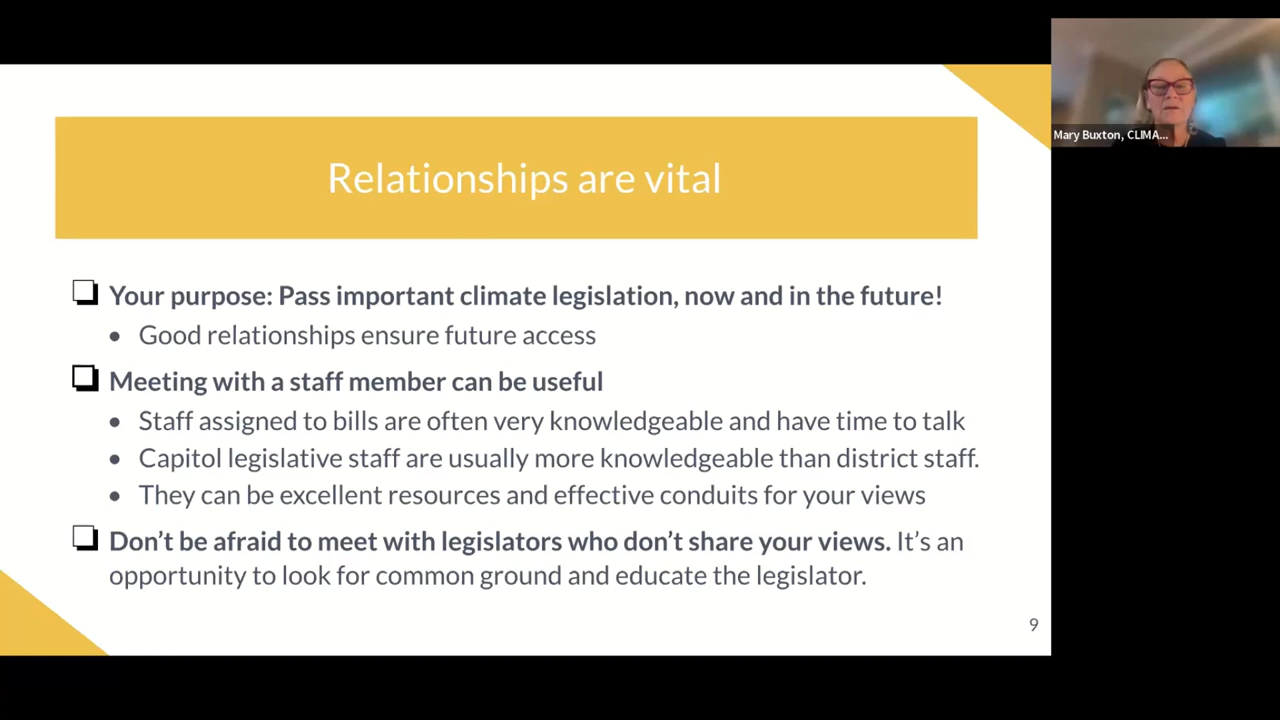 Mary Buxton, CLIMA...
Relationships are vital
Your purpose: Pass important climate legislation, now and in the future!
• Good relationships ensure future access
Meeting with a staff member can be useful
• Staff assigned to bills are often very knowledgeable and have time to talk
• Capitol legislative staff are usually more knowledgeable than district staff.
• They can be excellent resources and effective conduits for your views
Don’t be afraid to meet with legislators who don’t share your views. It’s an
opportunity to look for common ground and educate the legislator.
9